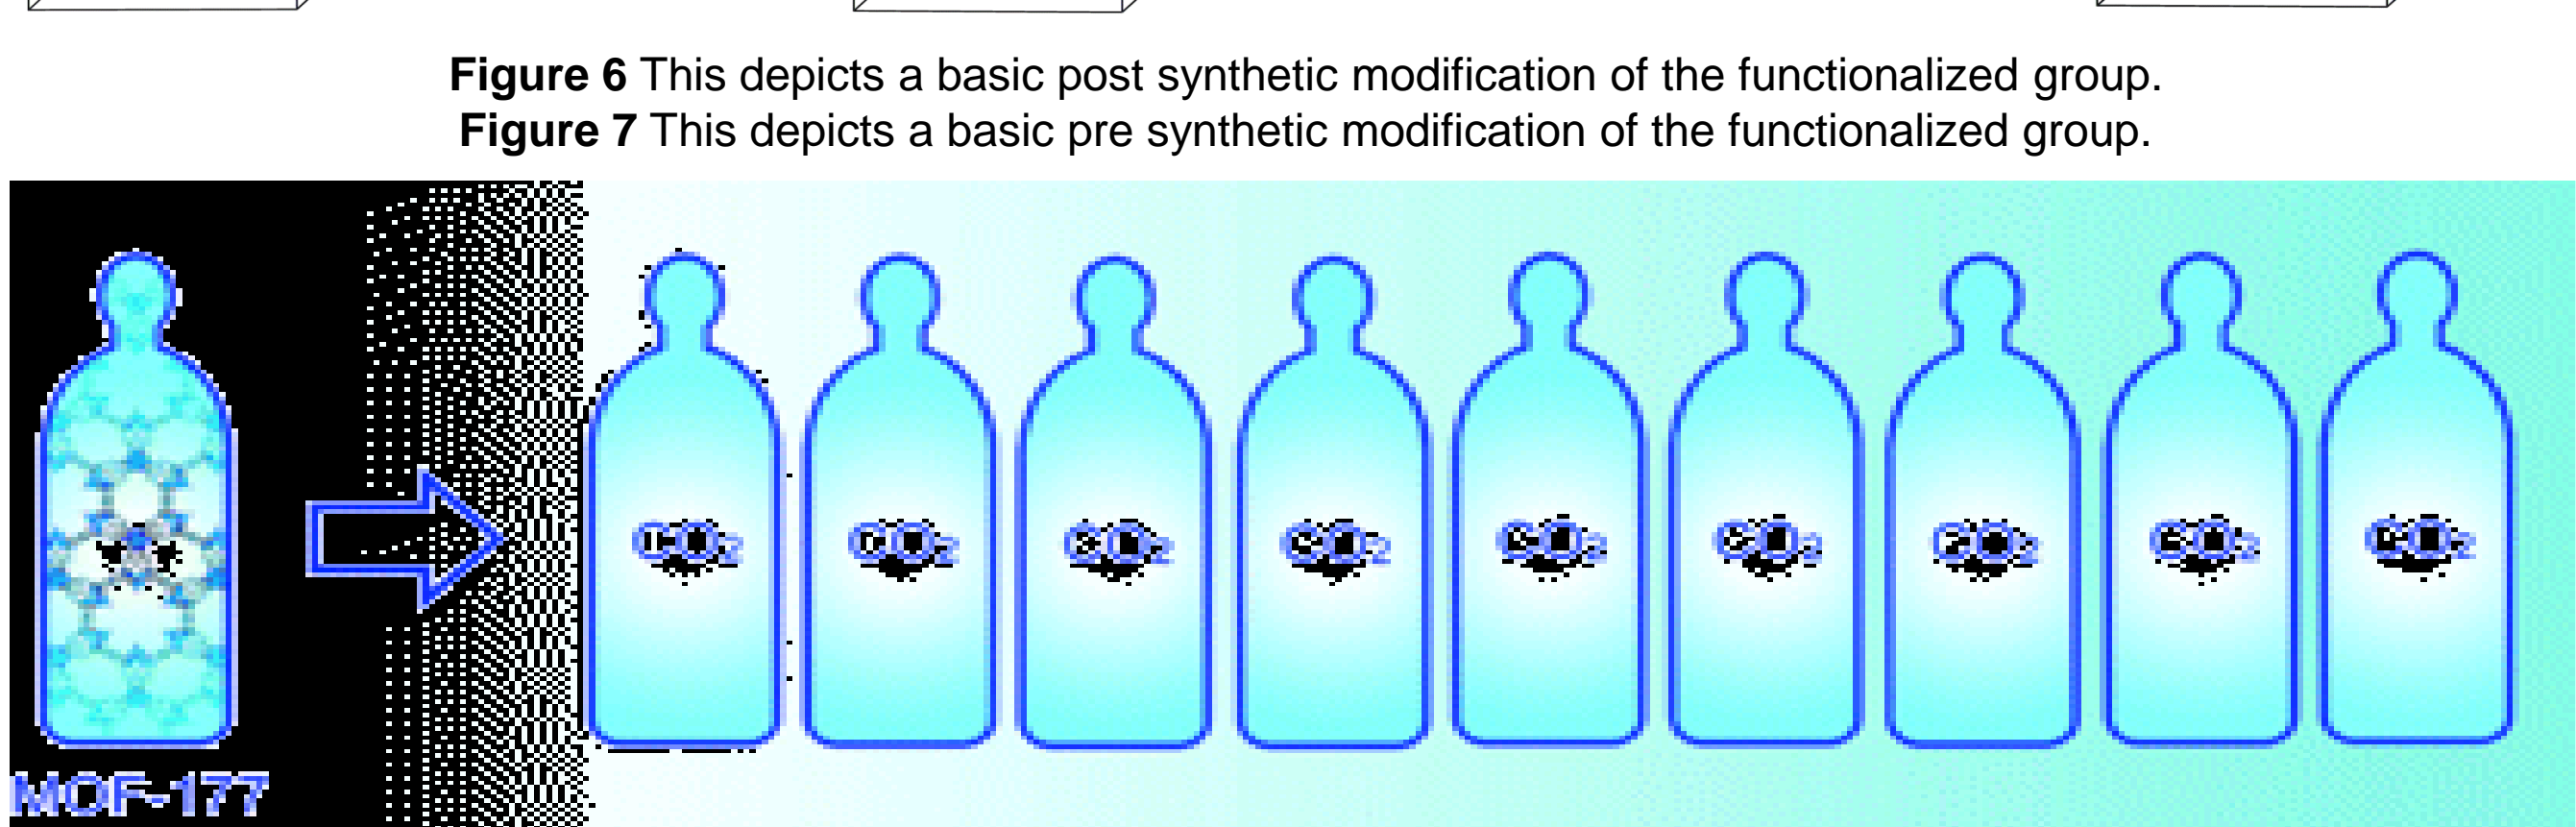 Figure 6 This depicts a basic post synthetic modification of the functionalized group.
Figure 7 This depicts a basic pre synthetic modification of the functionalized group.
CO2 CO2 CO2 CO2 CO2 CO2 CO2 CO2 CO2
MOF-177